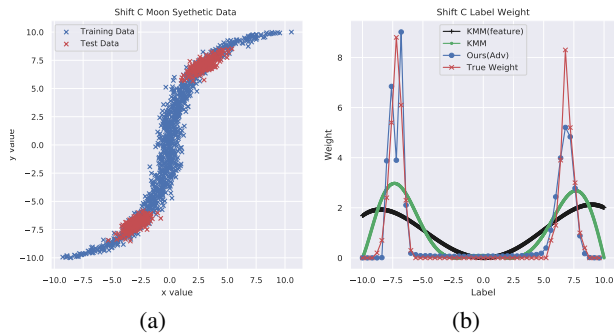 Shift C Moon Syethetic Data
Training Data
Test Data
y value
10.0
7.5
5.0
2.5
0.0
-2.5
-5.0
-7.5
-10.0
-10.0 -7.5 -5.0 -2.5 0.0 2.5 5.0 7.5 10.0
x value
(a)
Shift C Label Weight
KMM(feature)
KMM
Ours(Adv)
True Weight
Weight
8
6
4
2
0
-10.0 -7.5 -5.0 -2.5 0.0 2.5 5.0 7.5 10.0
Label
(b)